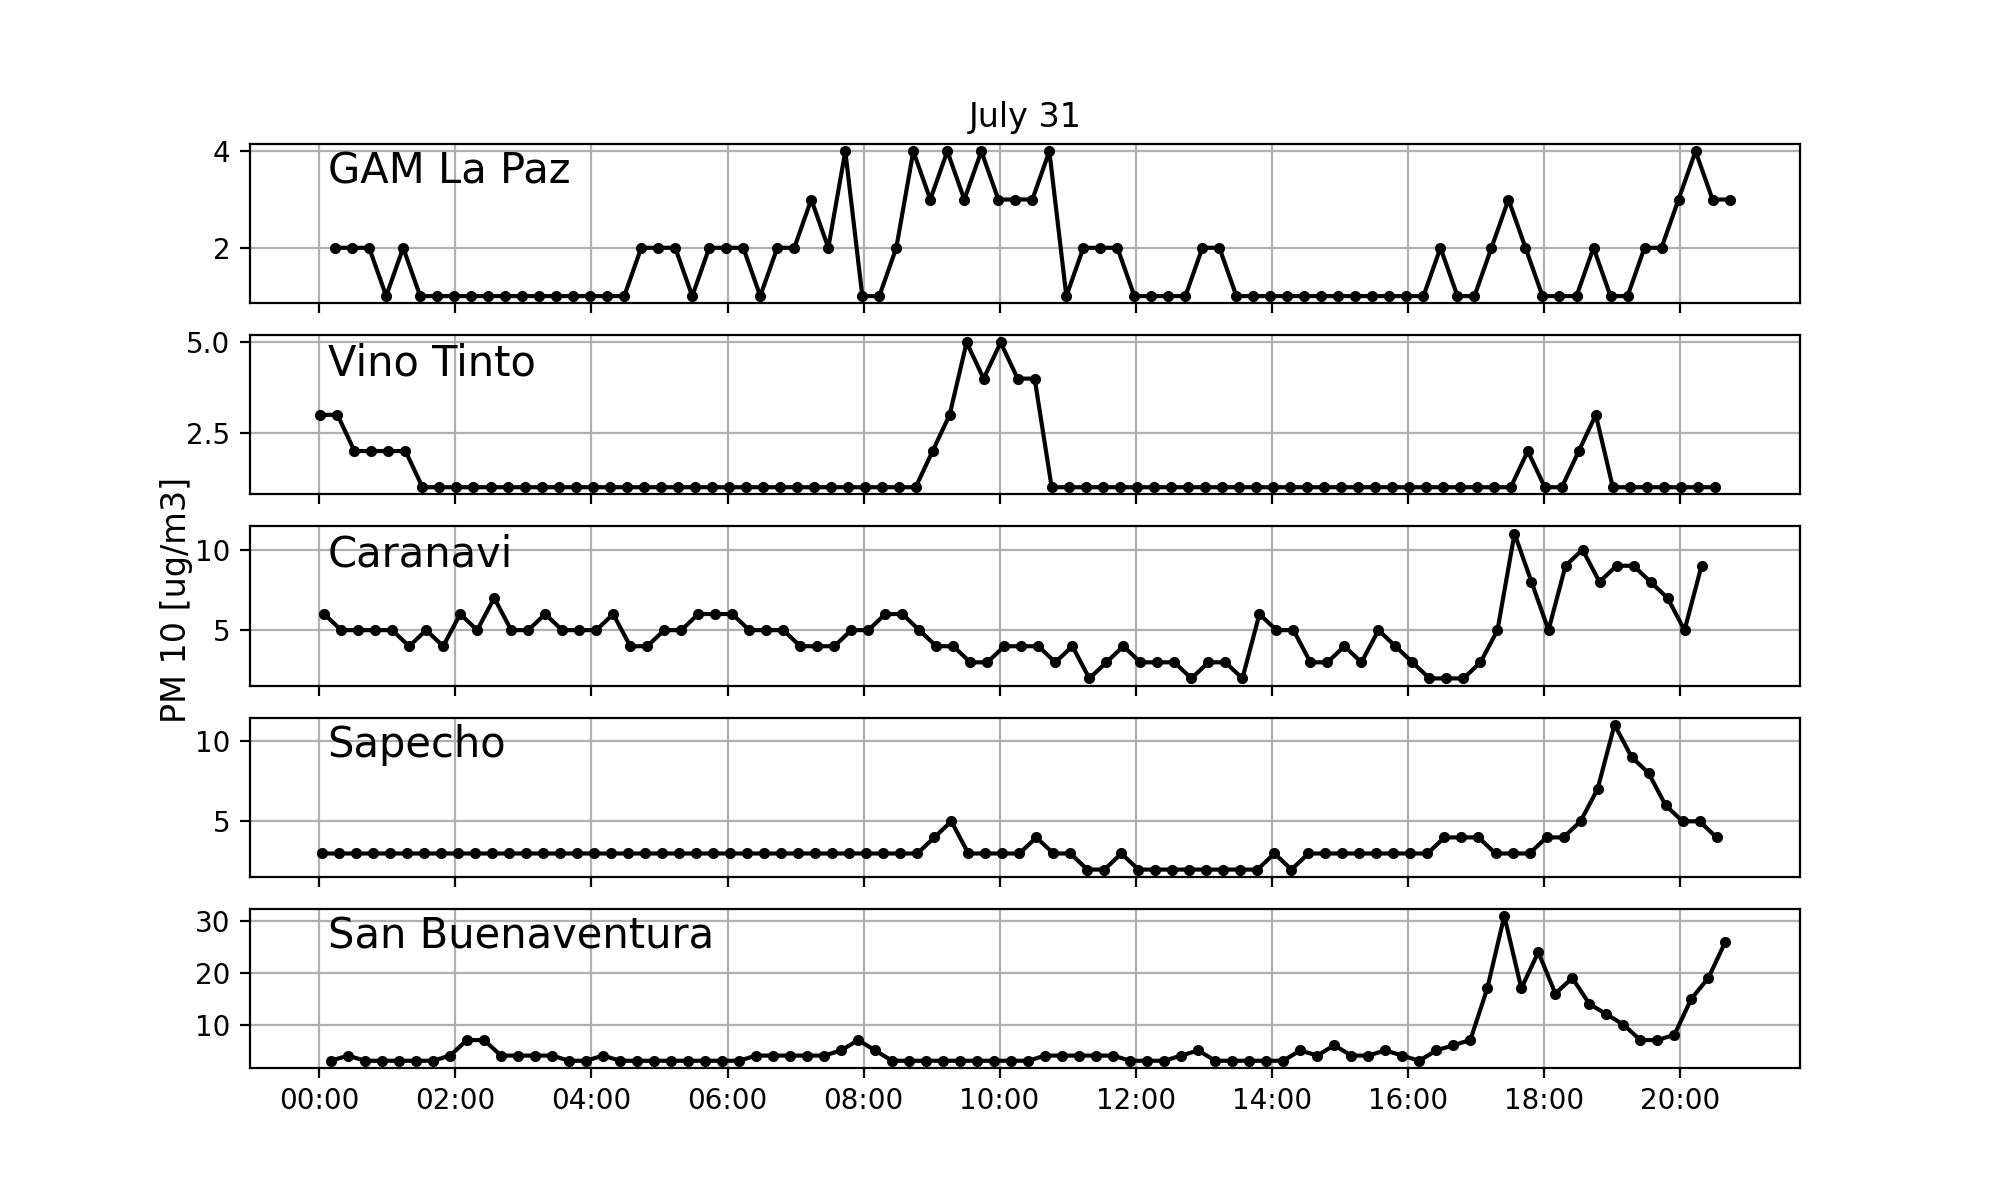 July 31
GAM La Paz
4
2
Vino Tinto
5.0
2.5
PM 10 [ug/m3]
Caranavi
10
5
Sapecho
10
5
San Buenaventura
30
20
10
00:00 02:00 04:00 06:00 08:00 10:00 12:00 14:00 16:00 18:00 20:00